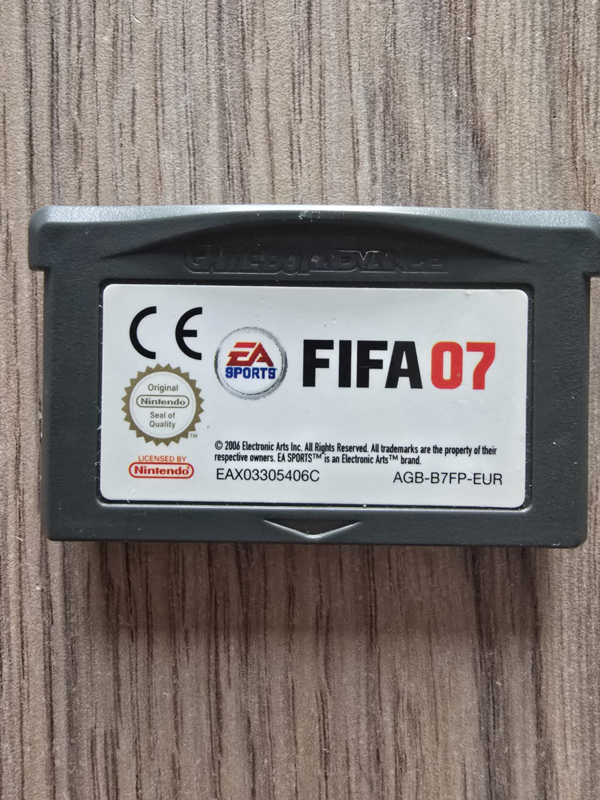 GAME BOY ADVANCE
CE
EA
SPORTS
FIFA 07
Original
Nintendo
Seal of
Quality
TM
© 2006 Electronic Arts Inc. All Rights Reserved. All trademarks are the property of their
respective owners. EA SPORTS™ is an Electronic Arts™ brand.
LICENSED BY
Nintendo
EAX03305406C
AGB-B7FP-EUR